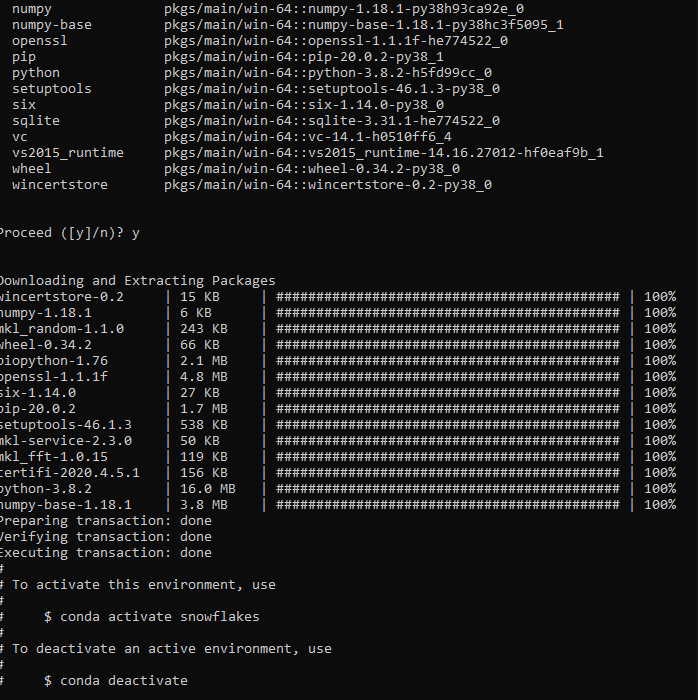 numpy pkgs/main/win-64::numpy-1.18.1-py38h93ca92e_0
numpy-base pkgs/main/win-64::numpy-base-1.18.1-py38hc3f5095_1
openssl pkgs/main/win-64::openssl-1.1.1f-he774522_0
pip pkgs/main/win-64::pip-20.0.2-py38_1
python pkgs/main/win-64::python-3.8.2-h5fd99cc_0
setuptools pkgs/main/win-64::setuptools-46.1.3-py38_0
six pkgs/main/win-64::six-1.14.0-py38_0
sqlite pkgs/main/win-64::sqlite-3.31.1-he774522_0
vc pkgs/main/win-64::vc-14.1-h0510ff6_4
vs2015_runtime pkgs/main/win-64::vs2015_runtime-14.16.27012-hf0eaf9b_1
wheel pkgs/main/win-64::wheel-0.34.2-py38_0
wincertstore pkgs/main/win-64::wincertstore-0.2-py38_0
Proceed ([y]/n)? y
Downloading and Extracting Packages
wincertstore-0.2 | 15 KB | ########################################### | 100%
numpy-1.18.1 | 6 KB | ########################################### | 100%
mkl_random-1.1.0 | 243 KB | ########################################### | 100%
wheel-0.34.2 | 66 KB | ########################################### | 100%
biopython-1.76 | 2.1 MB | ########################################### | 100%
openssl-1.1.1f | 4.8 MB | ########################################### | 100%
six-1.14.0 | 27 KB | ########################################### | 100%
pip-20.0.2 | 1.7 MB | ########################################### | 100%
setuptools-46.1.3 | 538 KB | ########################################### | 100%
mkl-service-2.3.0 | 50 KB | ########################################### | 100%
mkl_fft-1.0.15 | 119 KB | ########################################### | 100%
certifi-2020.4.5.1 | 156 KB | ########################################### | 100%
python-3.8.2 | 16.0 MB | ########################################### | 100%
numpy-base-1.18.1 | 3.8 MB | ########################################### | 100%
Preparing transaction: done
Verifying transaction: done
Executing transaction: done
#
# To activate this environment, use
#
# $ conda activate snowflakes
#
# To deactivate an active environment, use
#
# $ conda deactivate